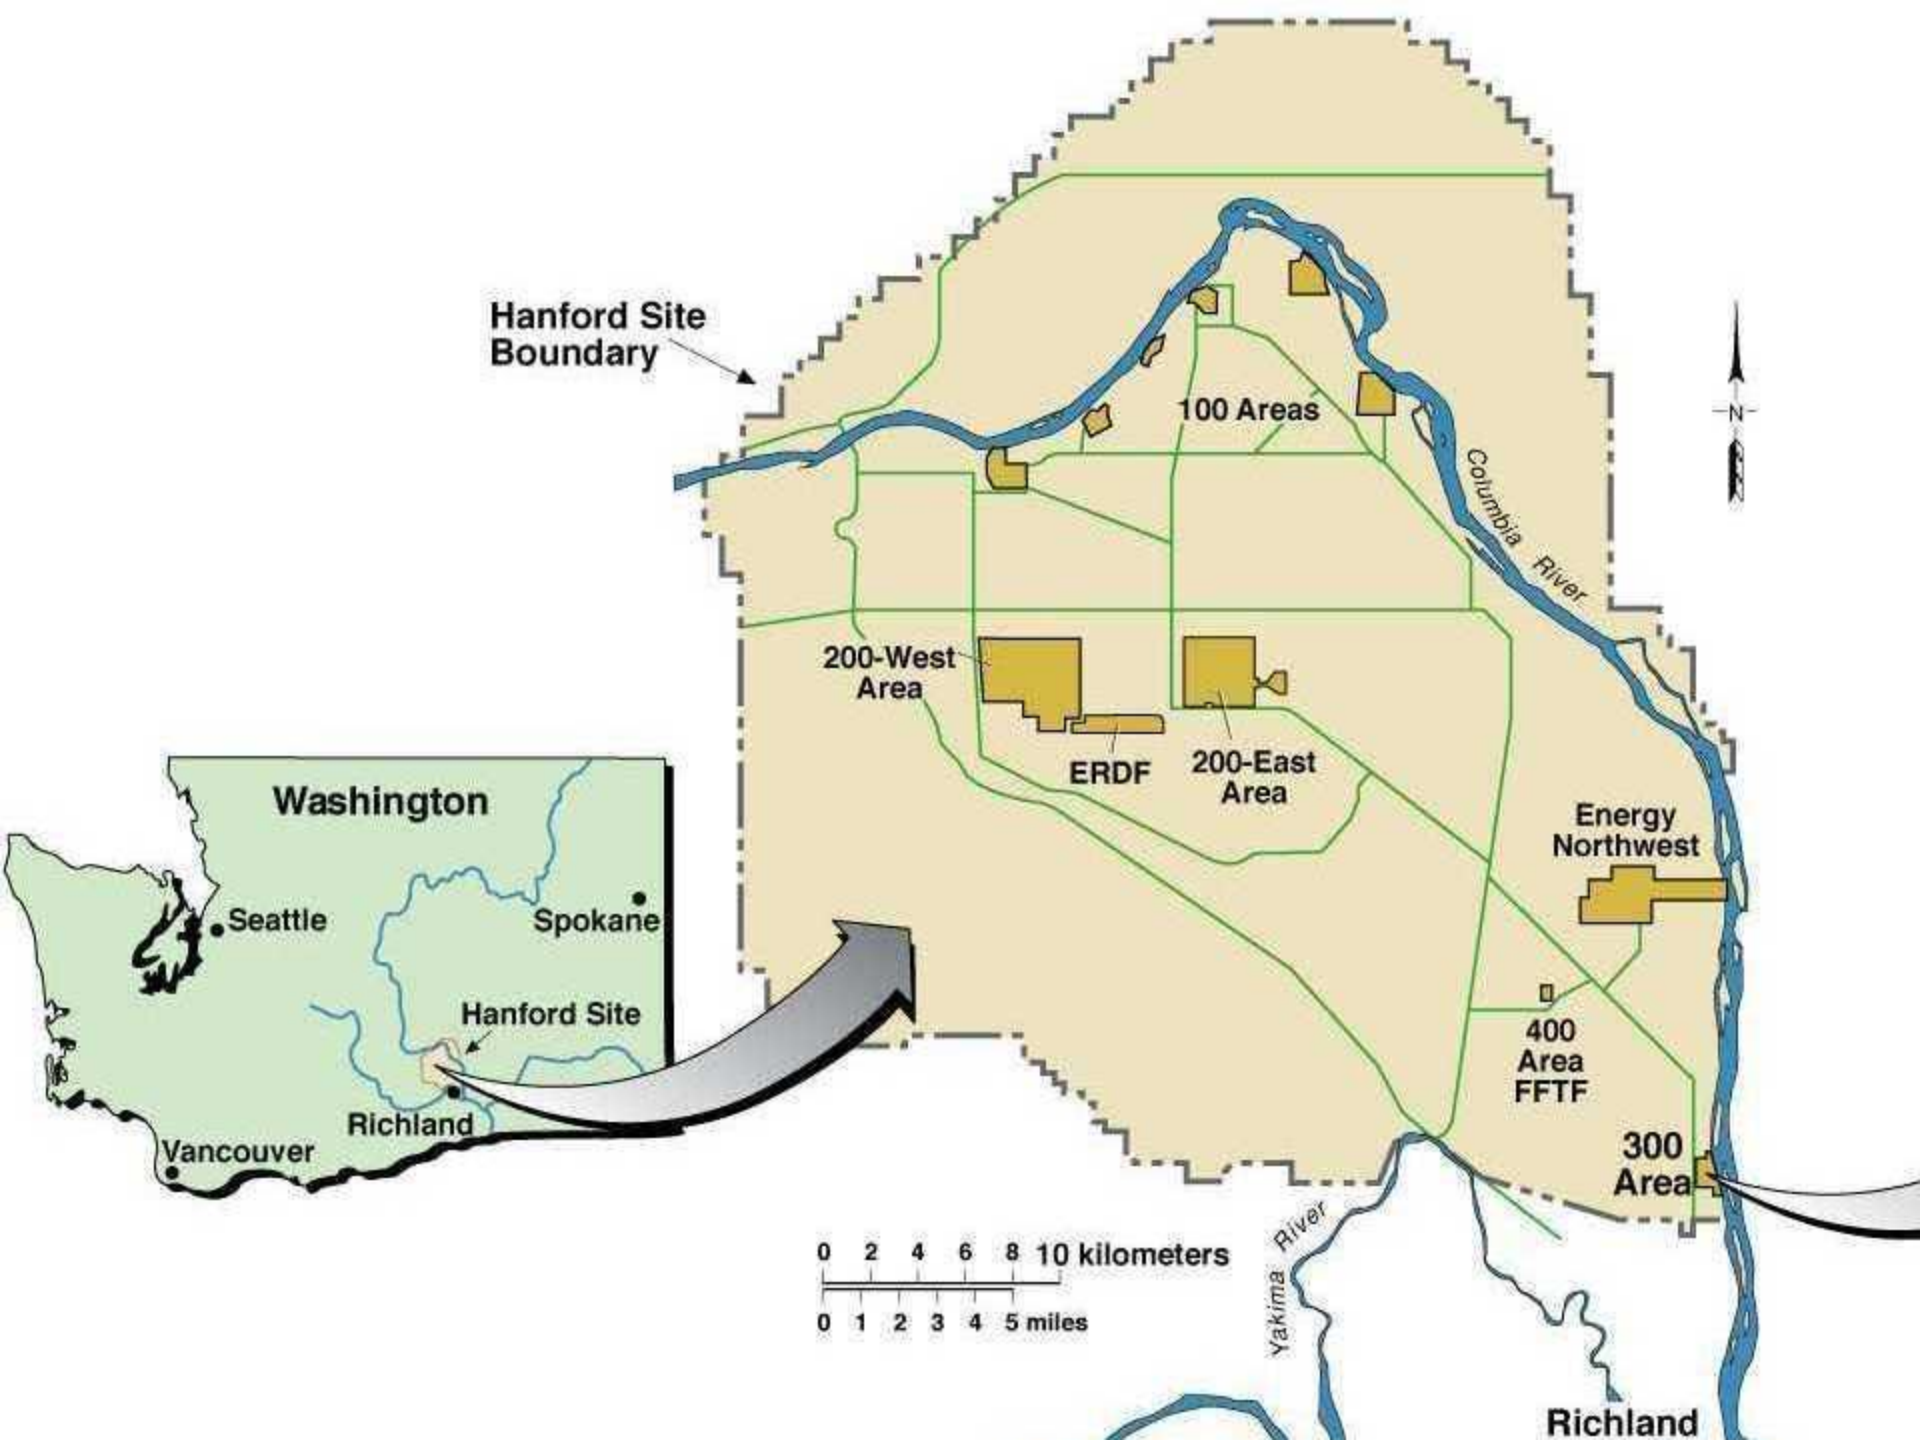 Hanford Site
Boundary
100 Areas
N
Columbia River
200-West
Area
ERDF
200-East
Area
Energy
Northwest
400
Area
FFTF
300
Area
Washington
Seattle
Spokane
Hanford Site
Richland
Vancouver
0 2 4 6 8 10 kilometers
0 1 2 3 4 5 miles
Yakima River
Richland